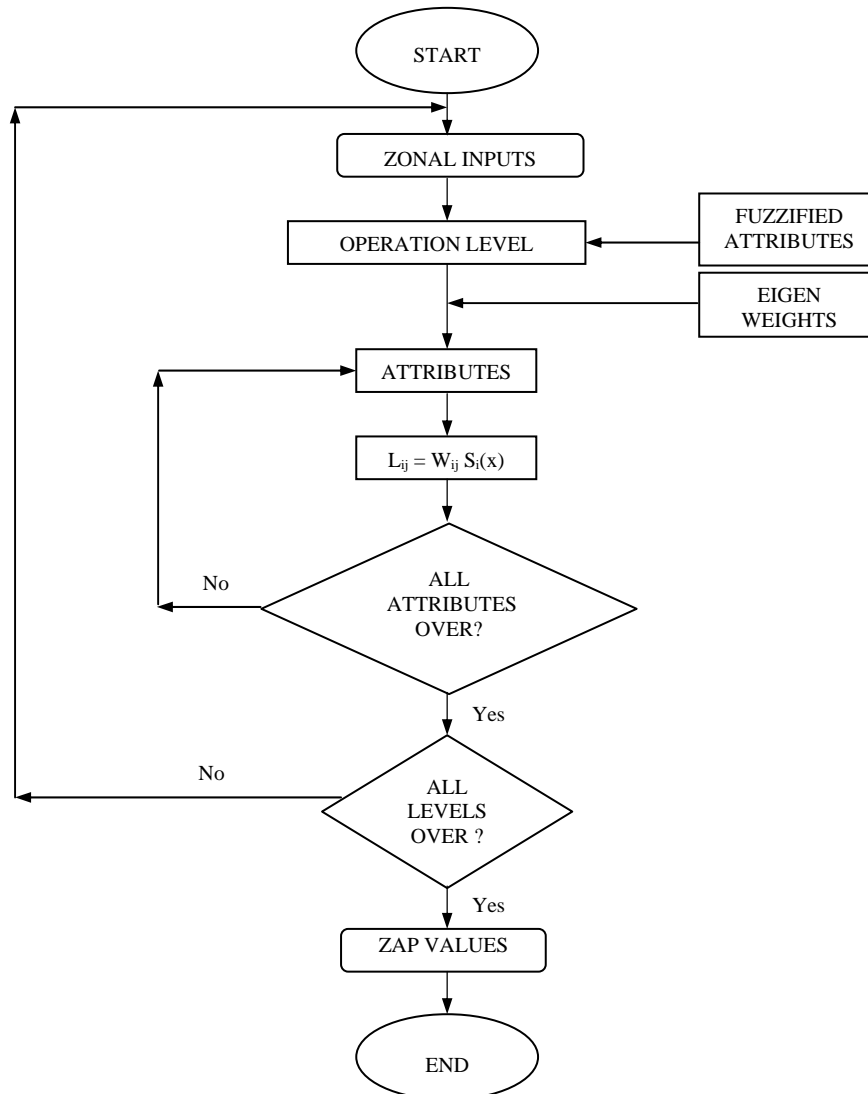 START
ZONAL INPUTS
FUZZIFIED
ATTRIBUTES
OPERATION LEVEL
EIGEN
WEIGHTS
ATTRIBUTES
Lᵢⱼ = Wᵢⱼ Sᵢ(x)
No
ALL
ATTRIBUTES
OVER?
Yes
No
ALL
LEVELS
OVER ?
Yes
ZAP VALUES
END